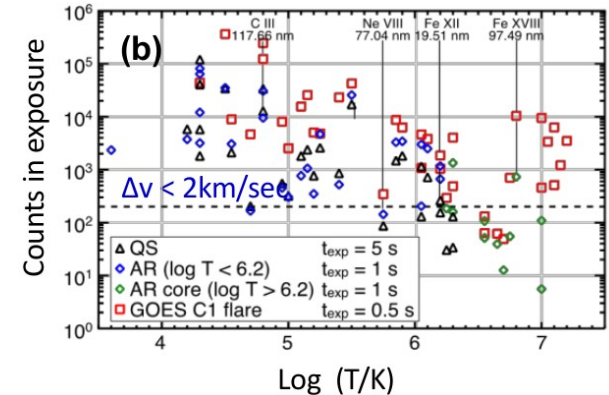 C III Ne VIII Fe XII Fe XVIII
117.66 nm 77.04 nm 19.51 nm 97.49 nm
(b)
10^6
10^5
10^4
10^3
10^2
10^1
10^0
Counts in exposure
Δv < 2km/sec
QS t_exp = 5 s
AR (log T < 6.2) t_exp = 1 s
AR core (log T > 6.2) t_exp = 1 s
GOES C1 flare t_exp = 0.5 s
4 5 6 7
Log (T/K)